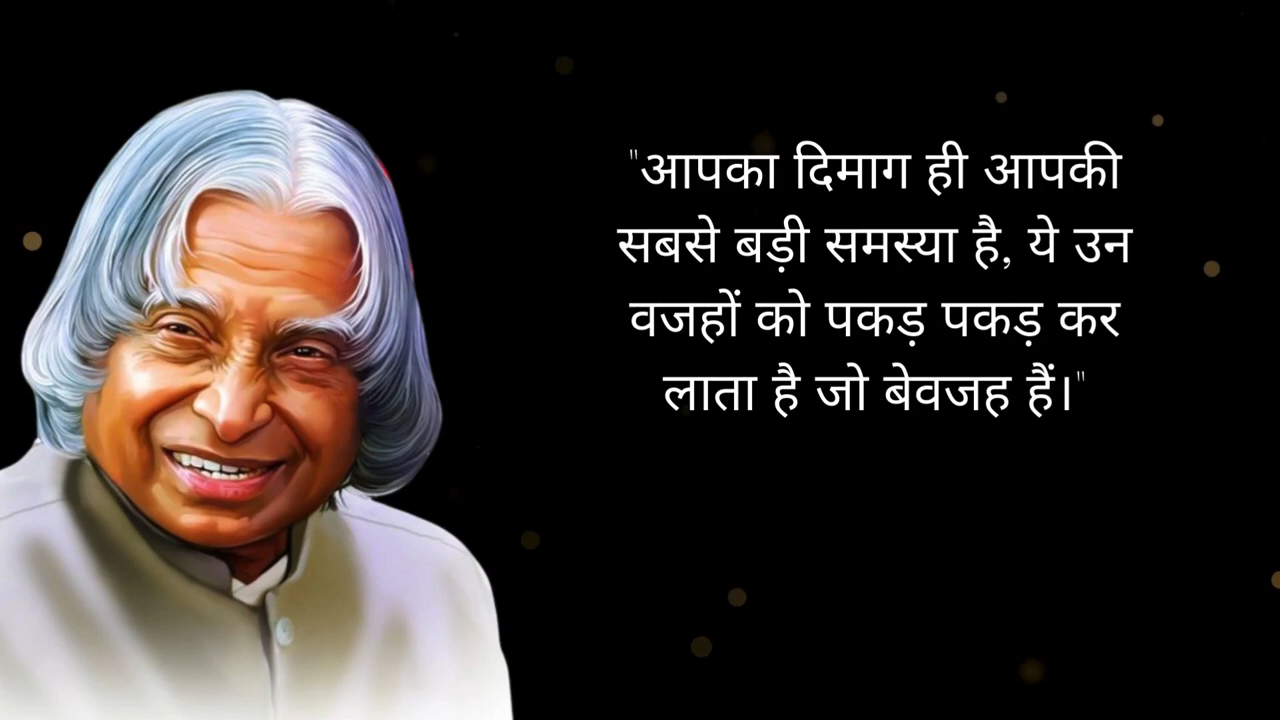 "आपका दिमाग ही आपकी
सबसे बड़ी समस्या है, ये उन
वजहों को पकड़ पकड़ कर
लाता है जो बेवजह हैं।"